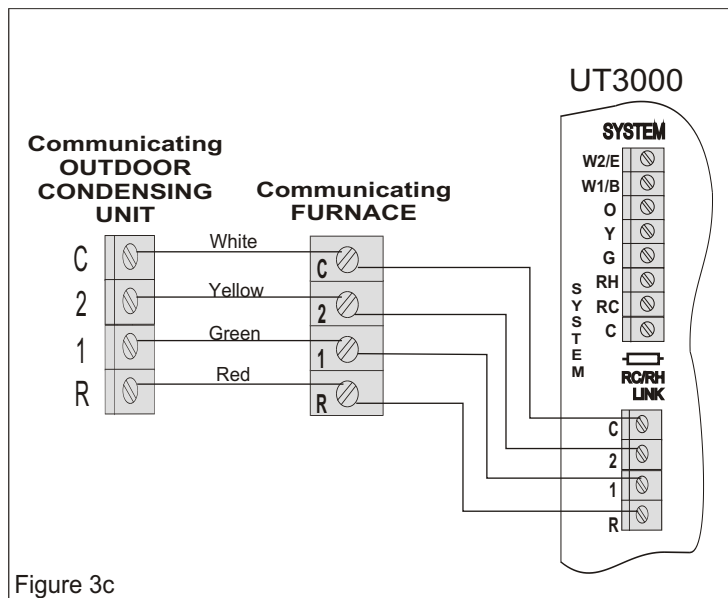 UT3000
SYSTEM
W2/E
W1/B
O
Y
G
RH
RC
C
SYSTEM
RC/RH
LINK
C
2
1
R
Communicating
OUTDOOR
CONDENSING
UNIT
C
2
1
R
White
Yellow
Green
Red
Communicating
FURNACE
C
2
1
R
Figure 3c